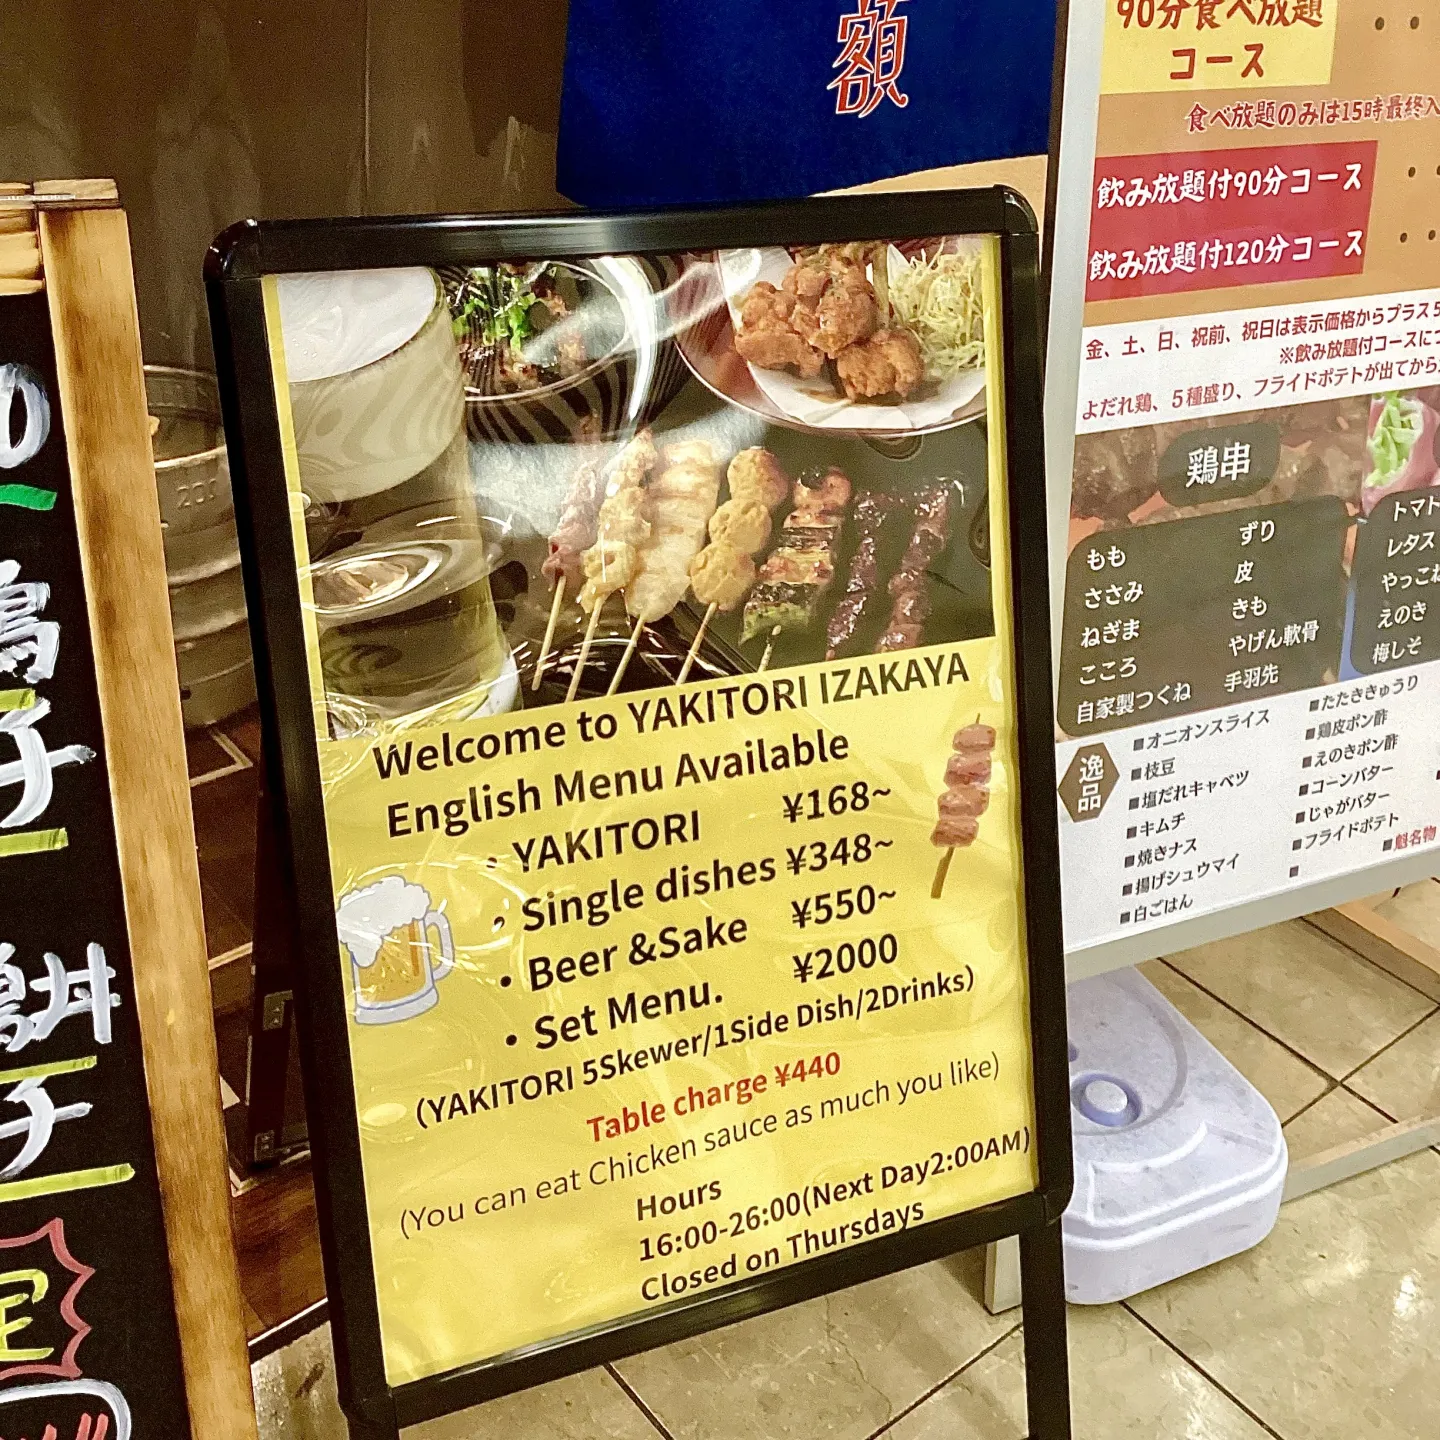 額
90分食べ放題
コース
食べ放題のみは15時最終入
飲み放題付90分コース
飲み放題付120分コース
金、土、日、祝前、祝日は表示価格からプラス5
※飲み放題付コースにつ
よだれ鶏、5種盛り、フライドポテトが出てから
鶏串
もも
ささみ
ねぎま
こころ
自家製つくね
ずり
皮
きも
やげん軟骨
手羽先
トマト
レタス
やっこね
えのき
梅しそ
逸品
■オニオンスライス
■枝豆
■塩だれキャベツ
■キムチ
■焼きナス
■揚げシュウマイ
■白ごはん
■たたききゅうり
■鶏皮ポン酢
■えのきポン酢
■コーンバター
■じゃがバター
■フライドポテト
■魁名物
Welcome to YAKITORI IZAKAYA
English Menu Available
・YAKITORI ¥168~
・Single dishes ¥348~
・Beer &Sake ¥550~
・Set Menu. ¥2000
(YAKITORI 5Skewer/1Side Dish/2Drinks)
Table charge ¥440
(You can eat Chicken sauce as much you like)
Hours
16:00-26:00(Next Day2:00AM)
Closed on Thursdays